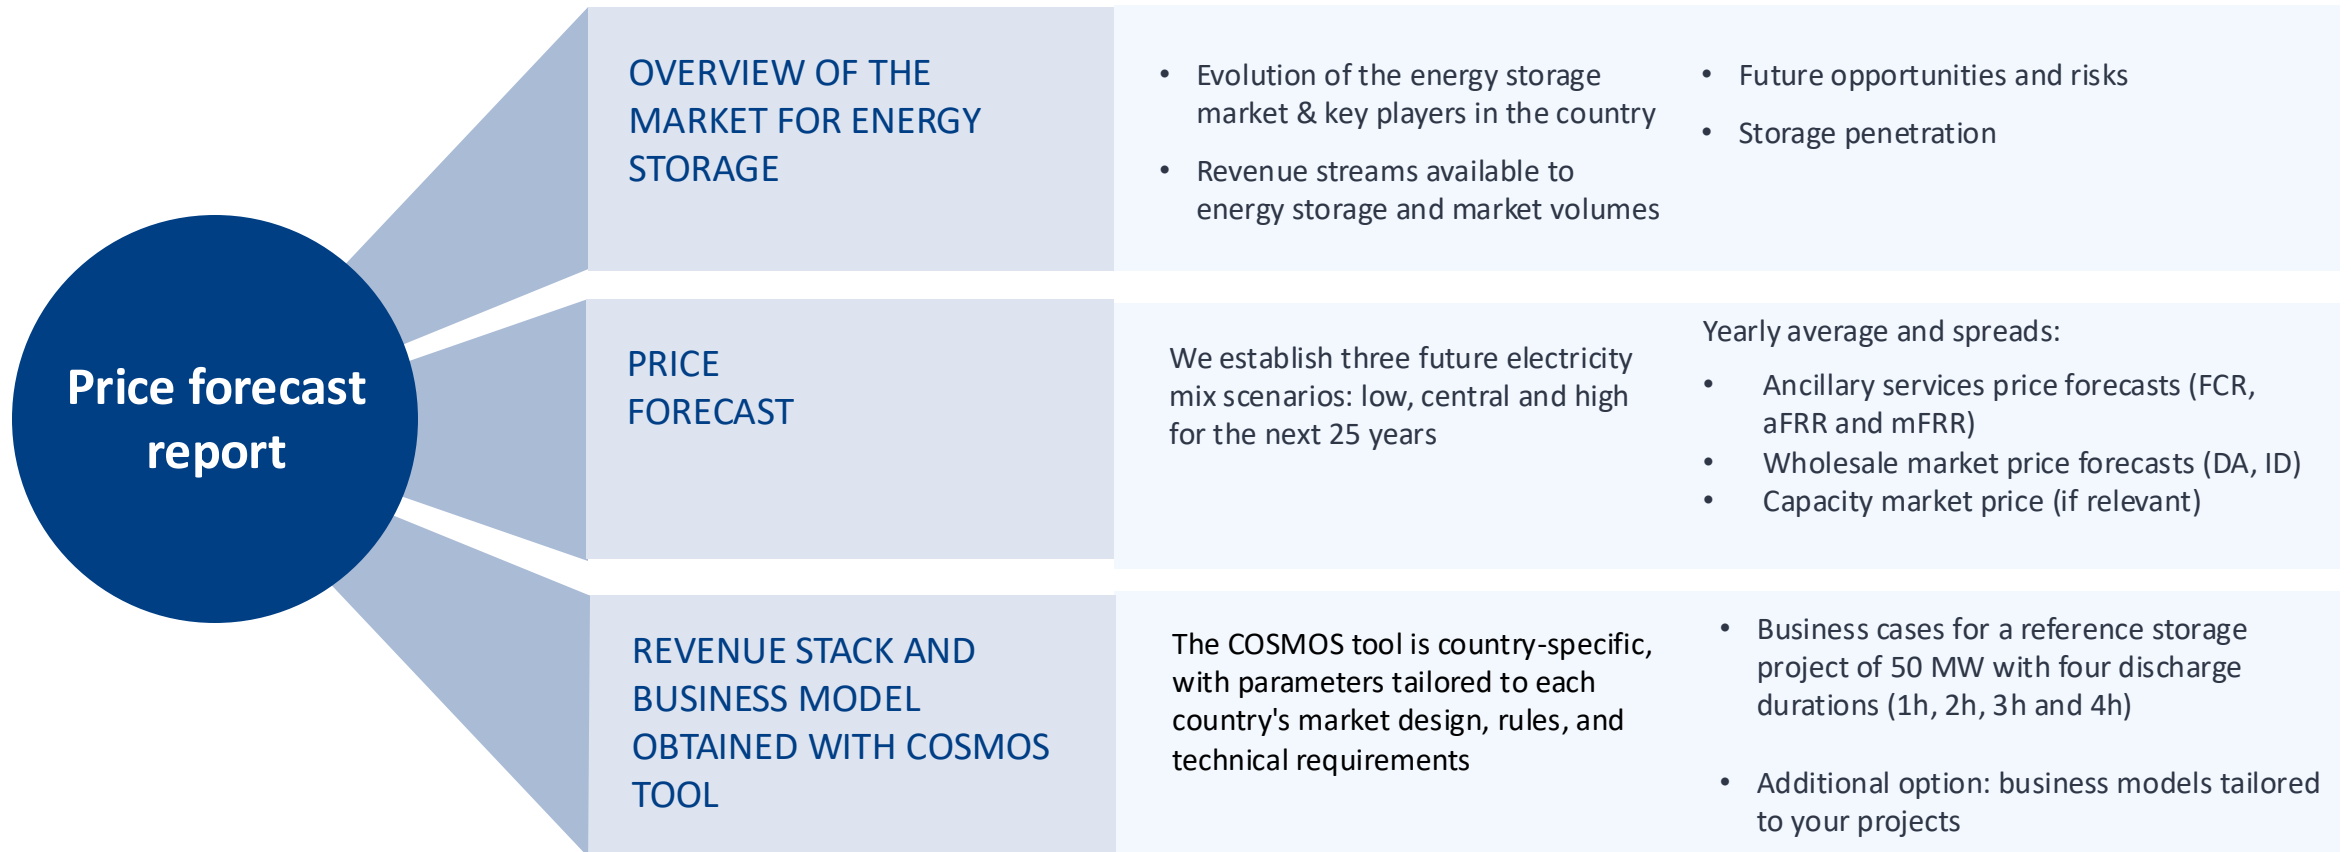 Price forecast
report
OVERVIEW OF THE
MARKET FOR ENERGY
STORAGE
• Evolution of the energy storage
market & key players in the country
• Revenue streams available to
energy storage and market volumes
• Future opportunities and risks
• Storage penetration
PRICE
FORECAST
We establish three future electricity
mix scenarios: low, central and high
for the next 25 years
Yearly average and spreads:
• Ancillary services price forecasts (FCR,
aFRR and mFRR)
• Wholesale market price forecasts (DA, ID)
• Capacity market price (if relevant)
REVENUE STACK AND
BUSINESS MODEL
OBTAINED WITH COSMOS
TOOL
The COSMOS tool is country-specific,
with parameters tailored to each
country's market design, rules, and
technical requirements
• Business cases for a reference storage
project of 50 MW with four discharge
durations (1h, 2h, 3h and 4h)
• Additional option: business models tailored
to your projects